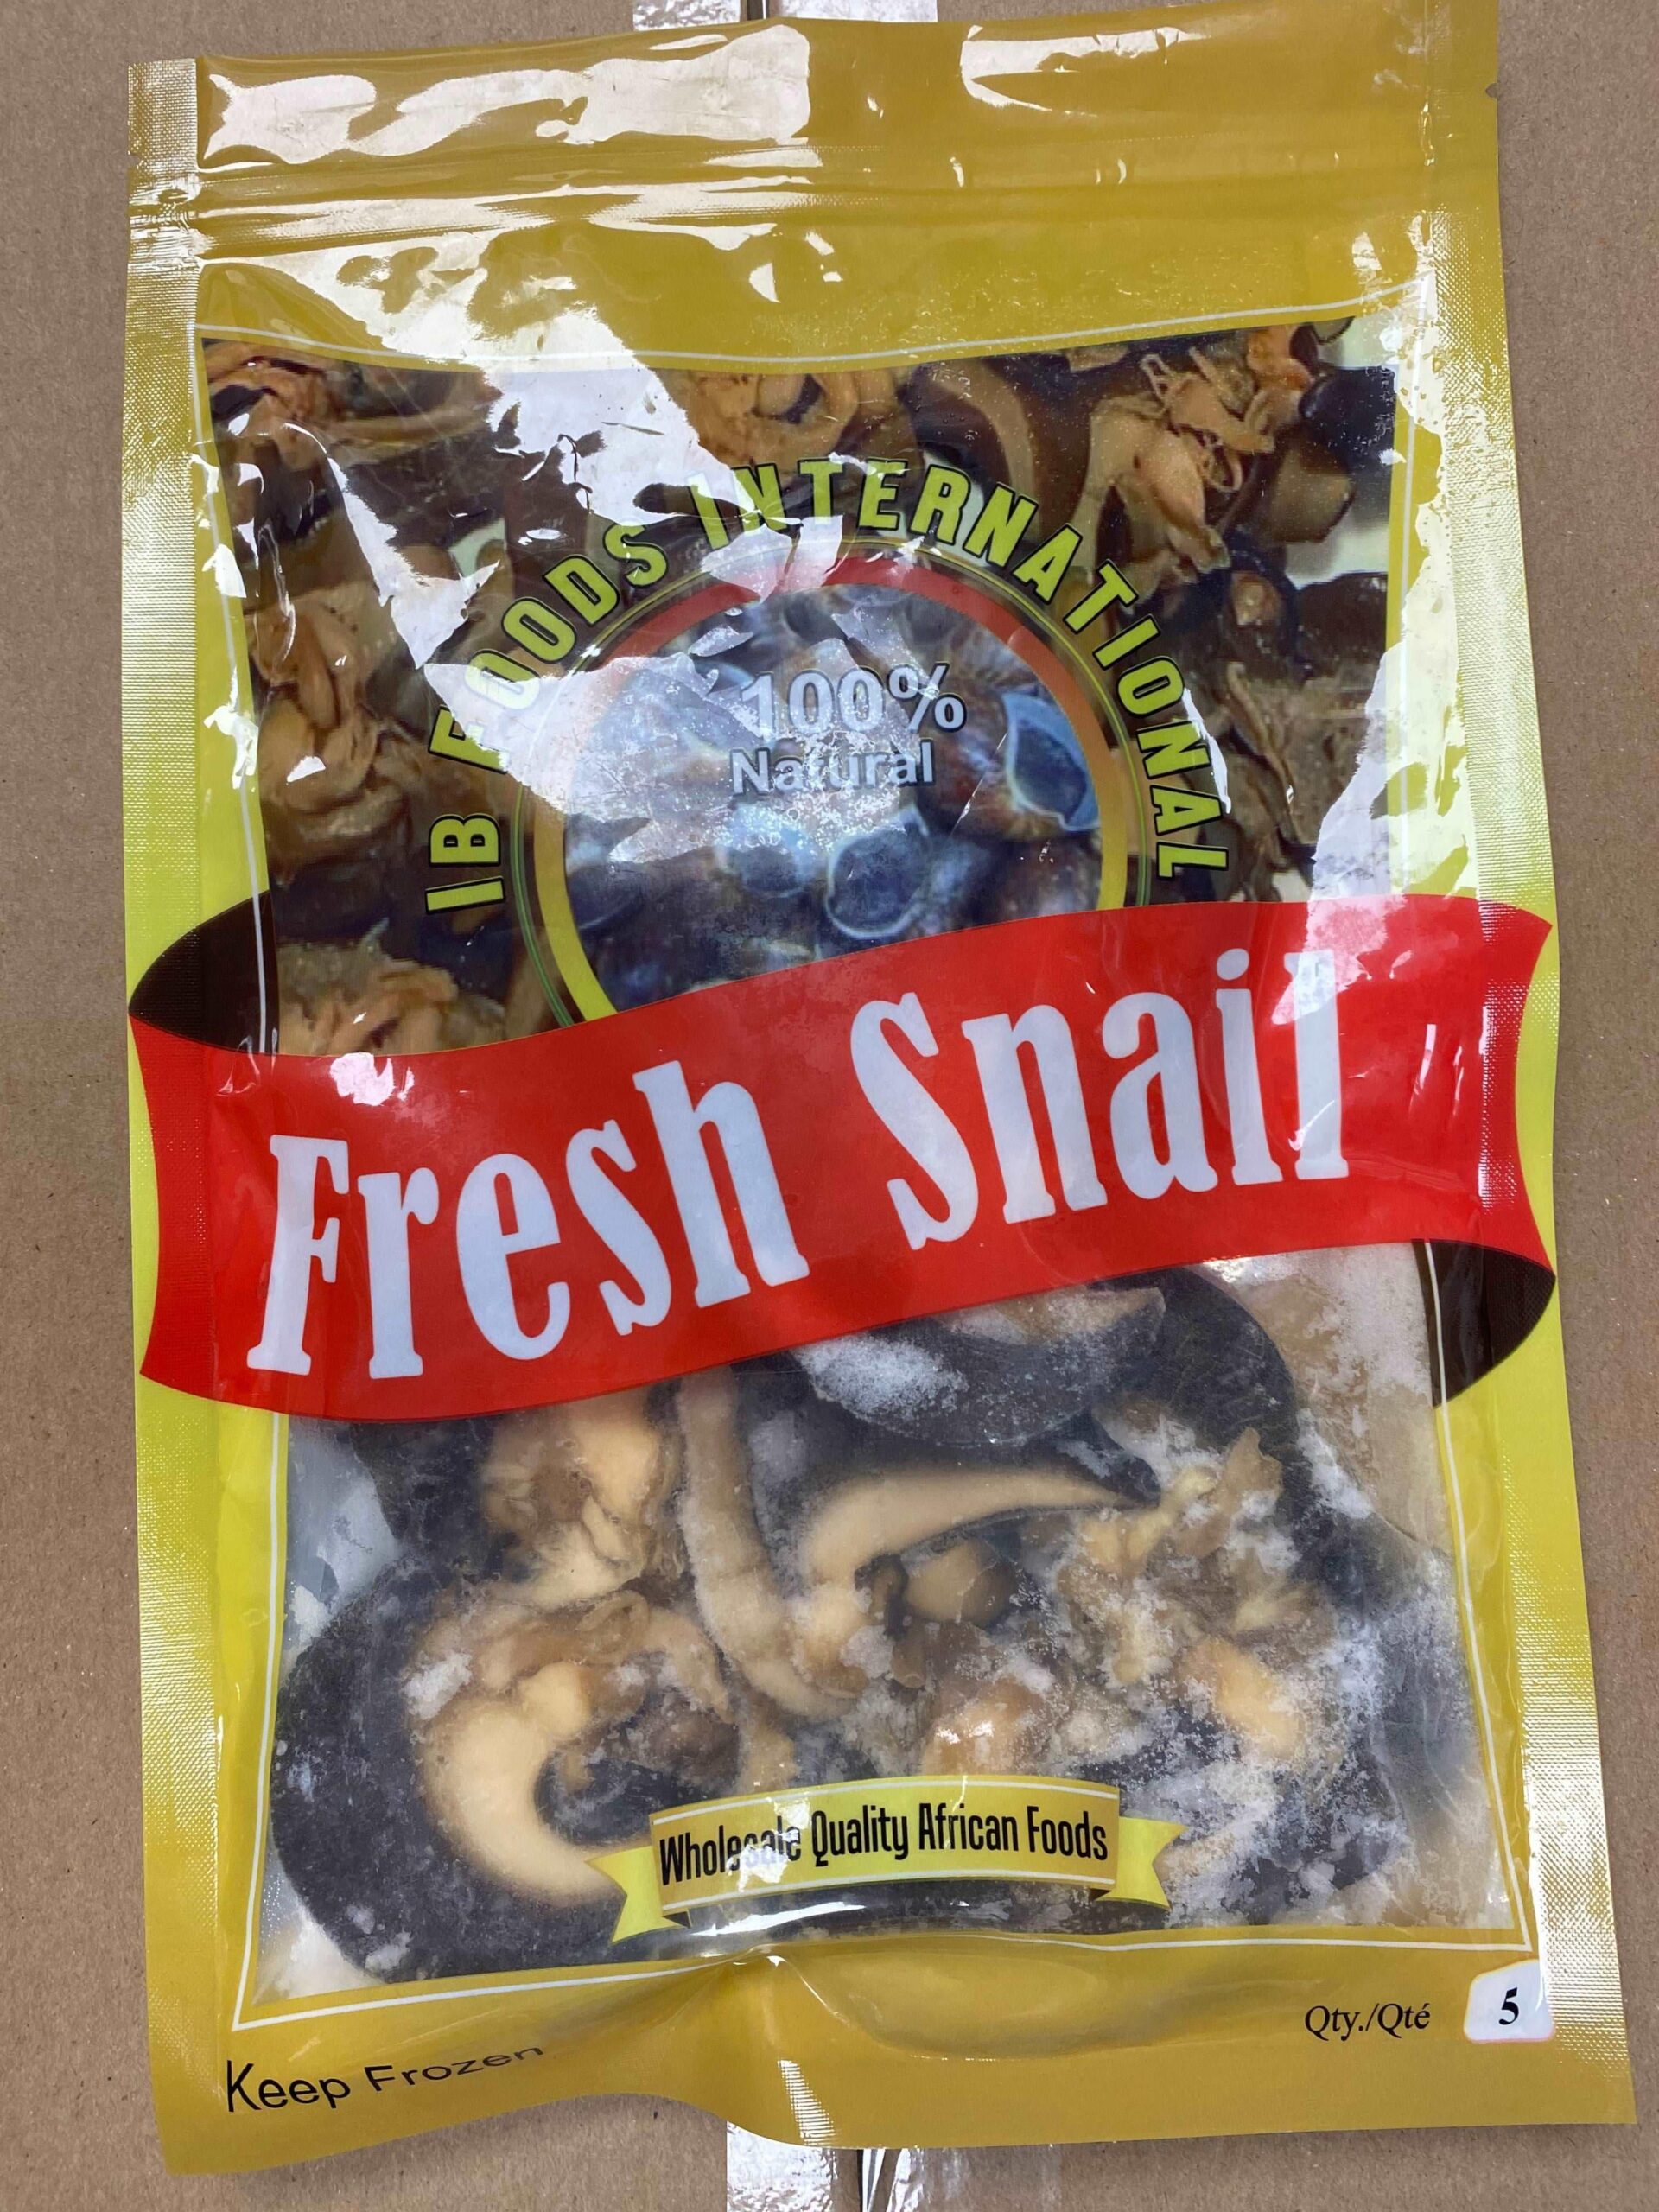 IB FOODS INTERNATIONAL
100%
Natural
Fresh Snail
Wholesale Quality African Foods
Qty./Qté 5
Keep Frozen